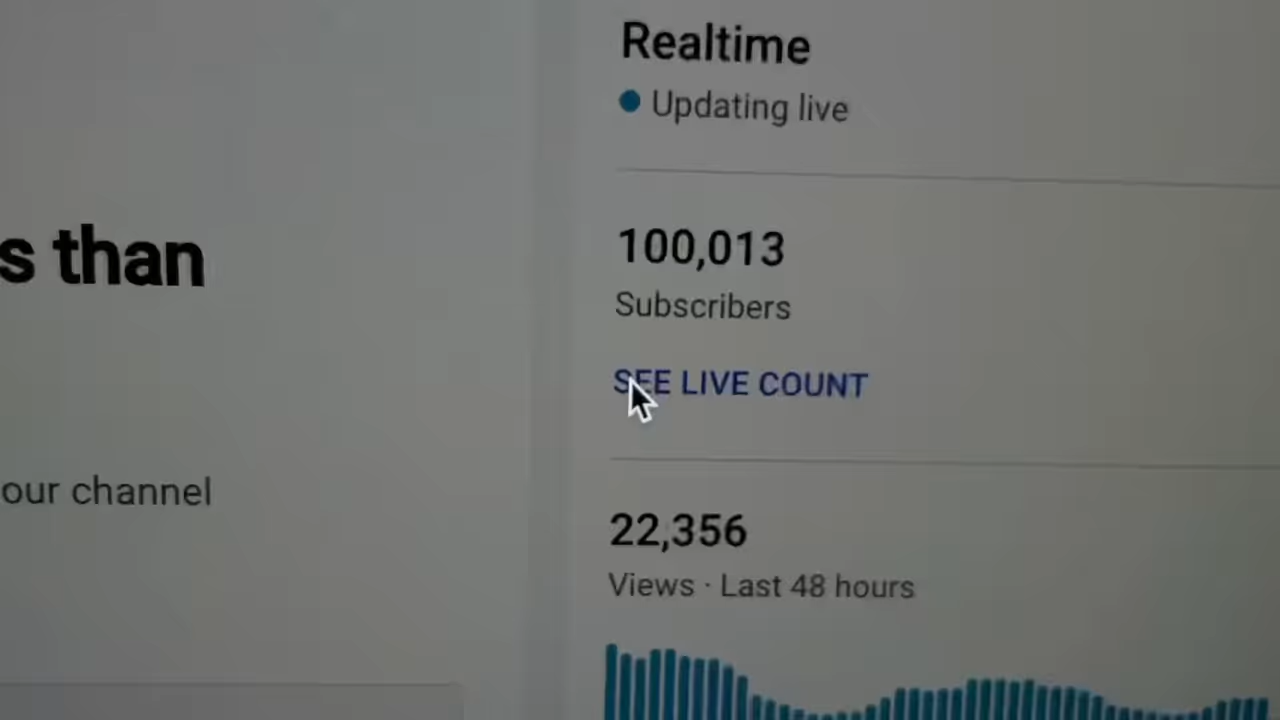 Realtime
Updating live
s than
100,013
Subscribers
SEE LIVE COUNT
our channel
22,356
Views · Last 48 hours